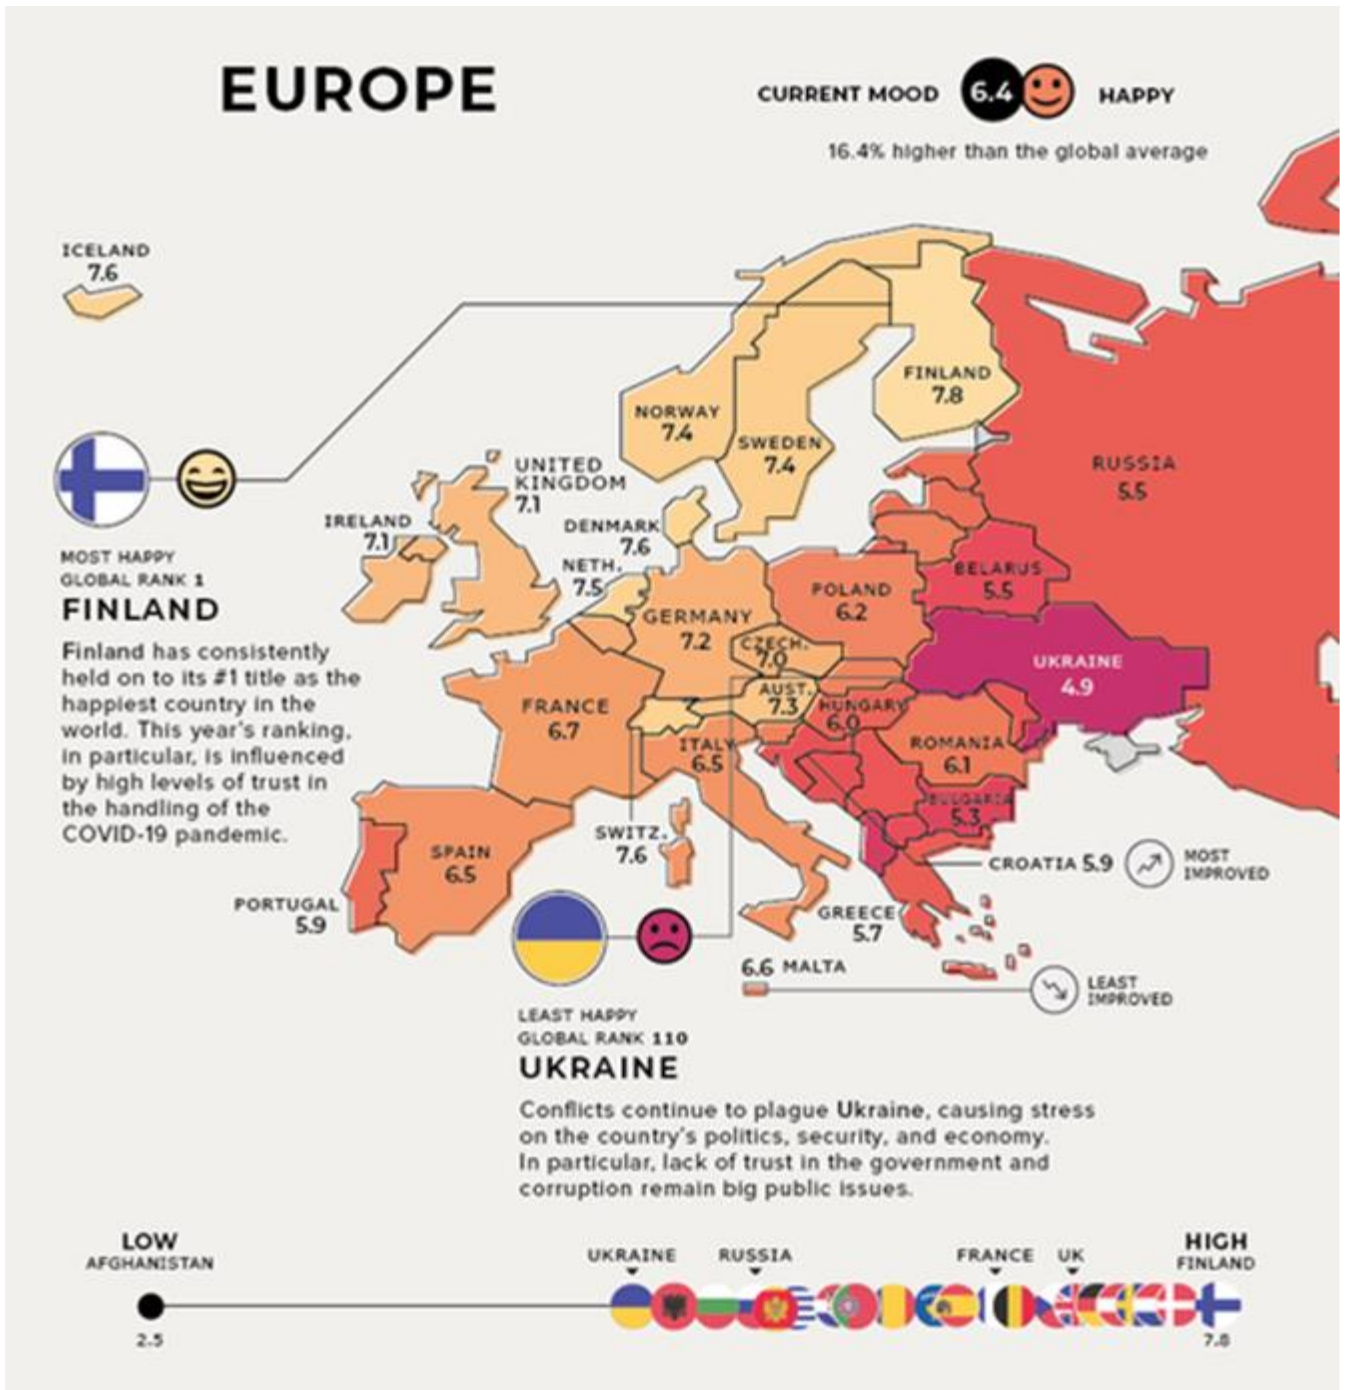 EUROPE
CURRENT MOOD 6.4 HAPPY
16.4% higher than the global average
ICELAND
7.6
FINLAND
7.8
NORWAY
7.4
SWEDEN
7.4
RUSSIA
5.5
UNITED
KINGDOM
7.1
IRELAND
7.1
DENMARK
7.6
NETH.
7.5
BELARUS
5.5
POLAND
6.2
GERMANY
7.2
CZECH.
7.0
UKRAINE
4.9
AUST.
7.3
HUNGARY
6.0
FRANCE
6.7
ITALY
6.5
ROMANIA
6.1
BULGARIA
5.3
SWITZ.
7.6
SPAIN
6.5
PORTUGAL
5.9
CROATIA 5.9
MOST
IMPROVED
GREECE
5.7
6.6 MALTA
LEAST
IMPROVED
MOST HAPPY
GLOBAL RANK 1
FINLAND
Finland has consistently
held on to its #1 title as the
happiest country in the
world. This year's ranking,
in particular, is influenced
by high levels of trust in
the handling of the
COVID-19 pandemic.
LEAST HAPPY
GLOBAL RANK 110
UKRAINE
Conflicts continue to plague Ukraine, causing stress
on the country's politics, security, and economy.
In particular, lack of trust in the government and
corruption remain big public issues.
LOW
AFGHANISTAN
2.5
UKRAINE
RUSSIA
FRANCE
UK
HIGH
FINLAND
7.8